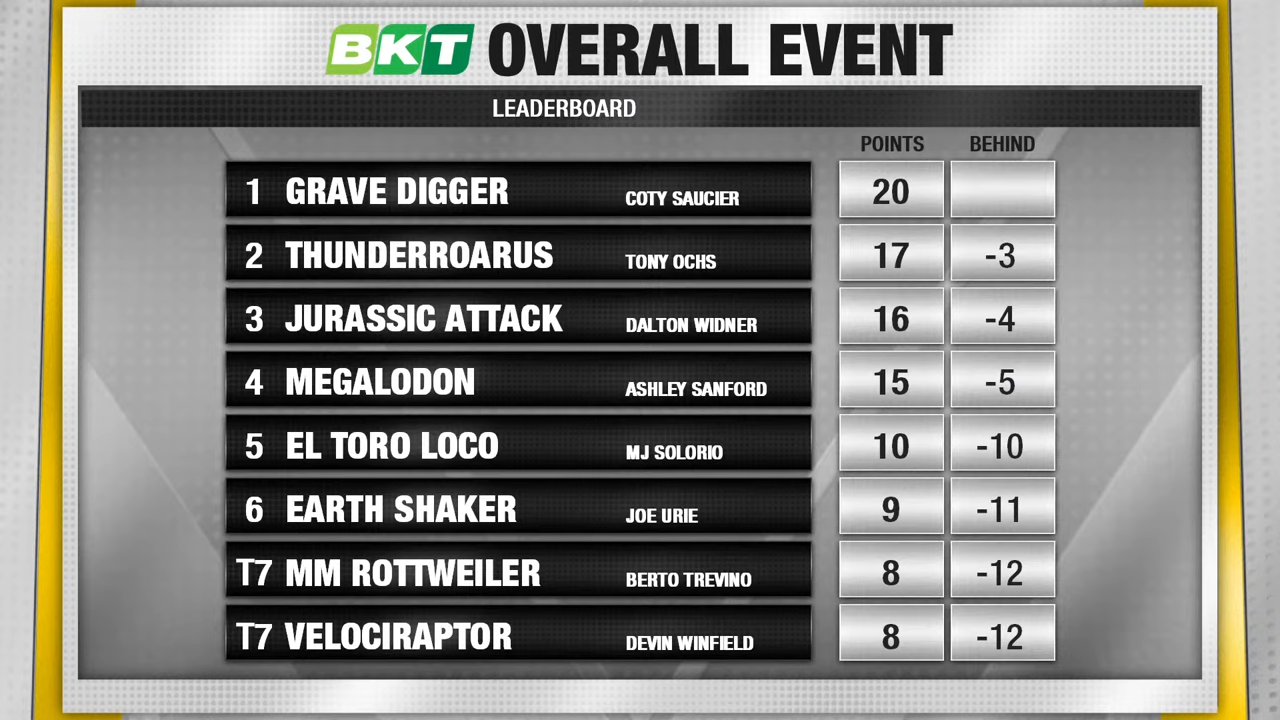 BKT OVERALL EVENT
LEADERBOARD
POINTS BEHIND
1 GRAVE DIGGER COTY SAUCIER 20
2 THUNDERROARUS TONY OCHS 17 -3
3 JURASSIC ATTACK DALTON WIDNER 16 -4
4 MEGALODON ASHLEY SANFORD 15 -5
5 EL TORO LOCO MJ SOLORIO 10 -10
6 EARTH SHAKER JOE URIE 9 -11
T7 MM ROTTWEILER BERTO TREVINO 8 -12
T7 VELOCIRAPTOR DEVIN WINFIELD 8 -12